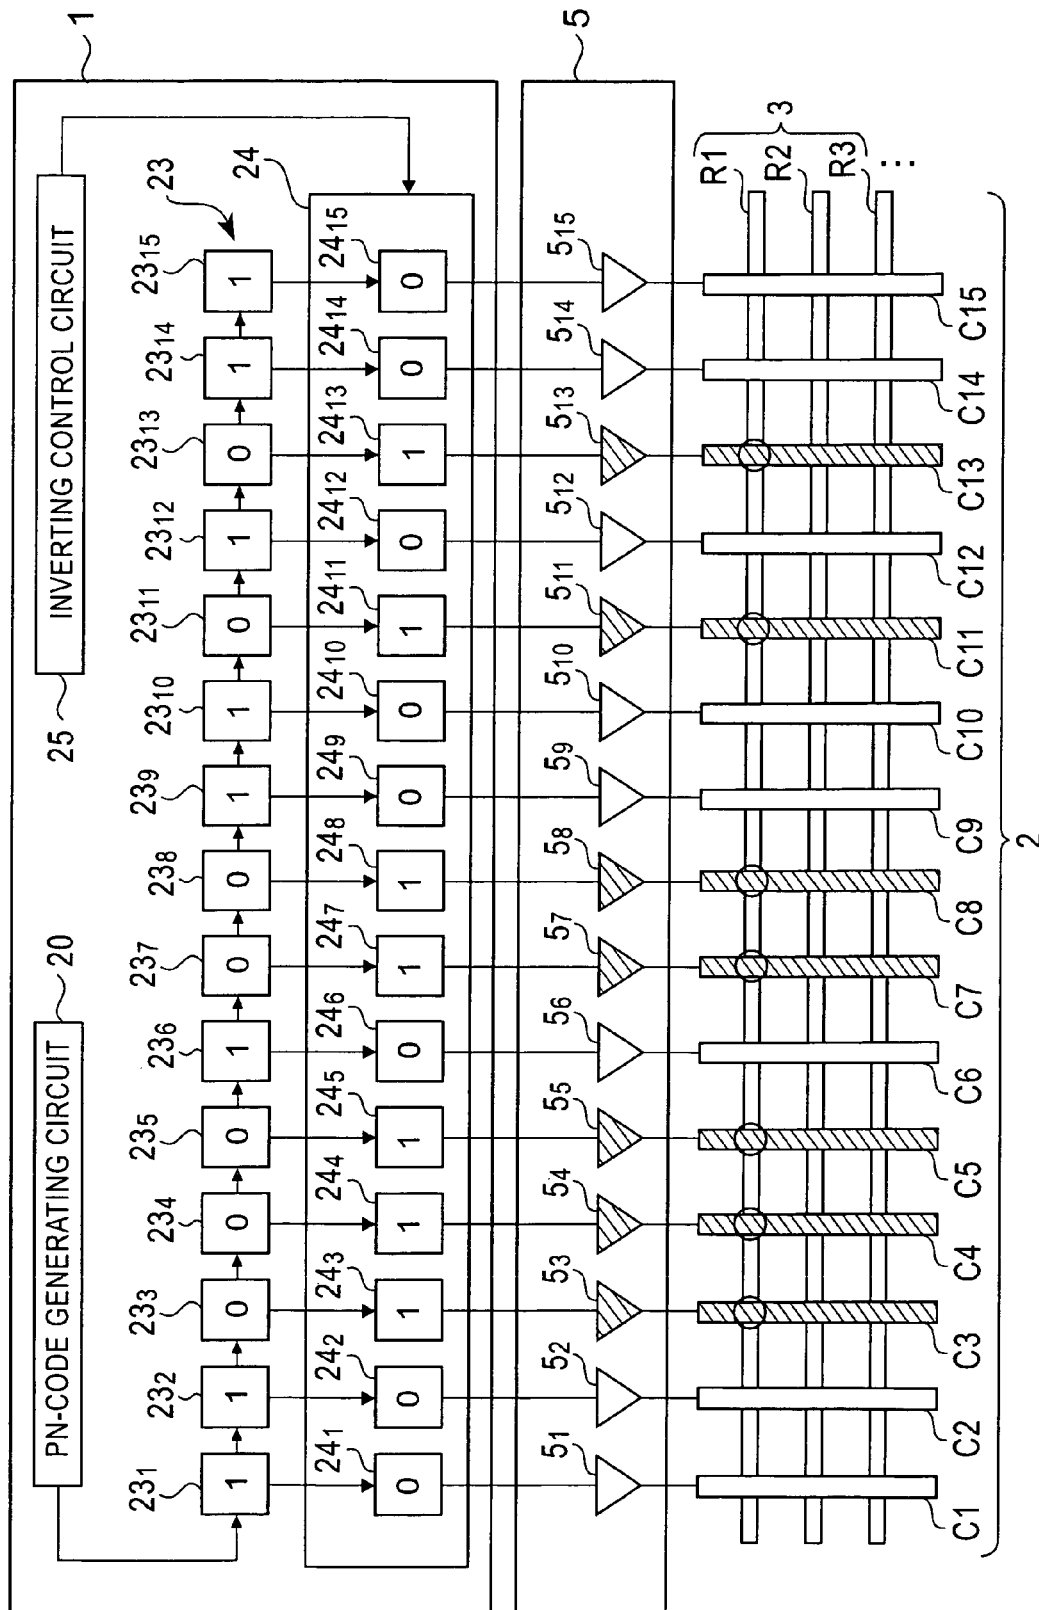 1
PN-CODE GENERATING CIRCUIT 20
25 INVERTING CONTROL CIRCUIT
23
23₁ 23₂ 23₃ 23₄ 23₅ 23₆ 23₇ 23₈ 23₉ 23₁₀ 23₁₁ 23₁₂ 23₁₃ 23₁₄ 23₁₅
1 1 0 0 0 1 0 0 1 1 0 1 0 1 1
24
24₁ 24₂ 24₃ 24₄ 24₅ 24₆ 24₇ 24₈ 24₉ 24₁₀ 24₁₁ 24₁₂ 24₁₃ 24₁₄ 24₁₅
0 0 1 1 1 0 1 1 0 0 1 0 1 0 0
5
5₁ 5₂ 5₃ 5₄ 5₅ 5₆ 5₇ 5₈ 5₉ 5₁₀ 5₁₁ 5₁₂ 5₁₃ 5₁₄ 5₁₅
R1
R2
R3
...
3
C1 C2 C3 C4 C5 C6 C7 C8 C9 C10 C11 C12 C13 C14 C15
2